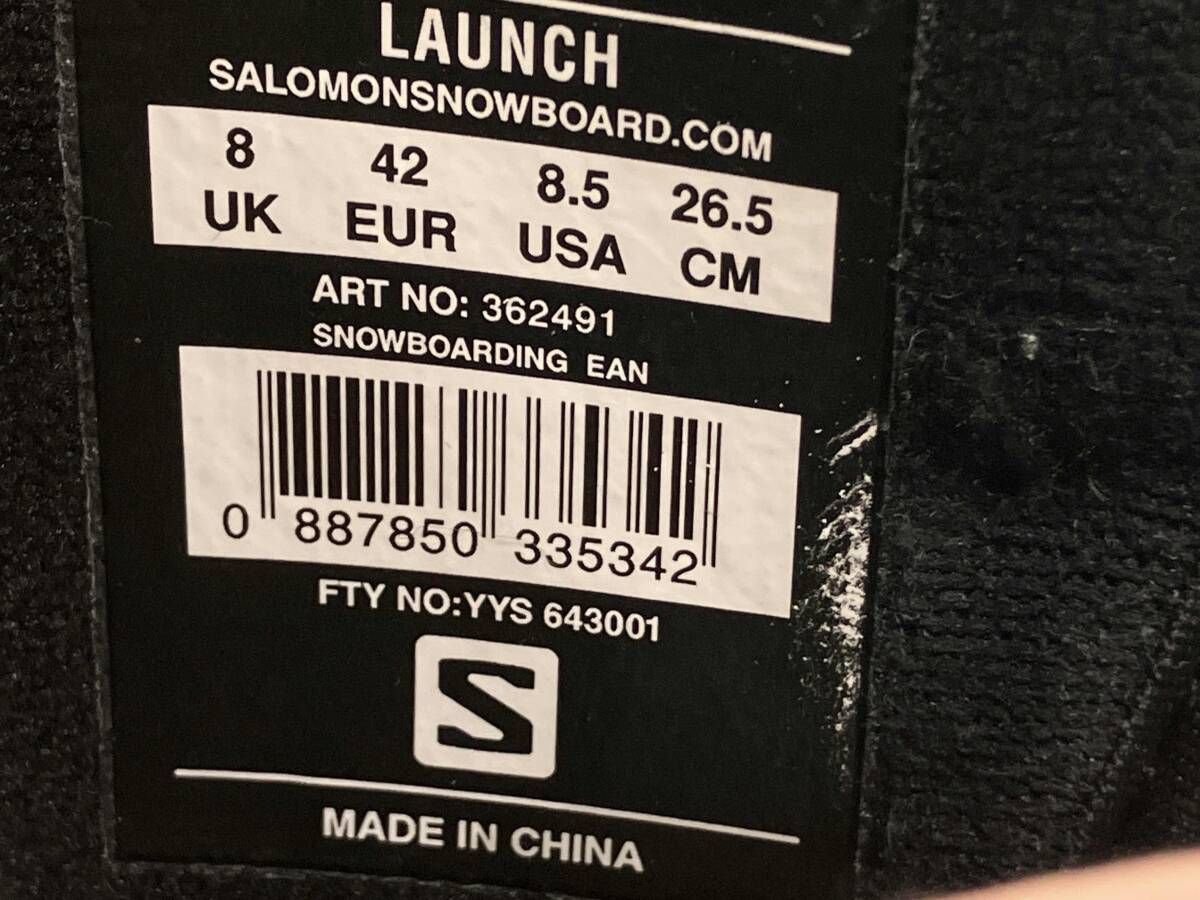 LAUNCH
SALOMONSNOWBOARD.COM
8 42 8.5 26.5
UK EUR USA CM
ART NO: 362491
SNOWBOARDING EAN
0 887850 335342
FTY NO:YYS 643001
S
MADE IN CHINA